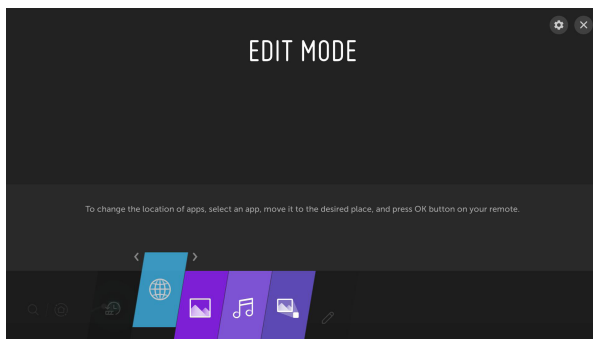 EDIT MODE
To change the location of apps, select an app, move it to the desired place, and press OK button on your remote.